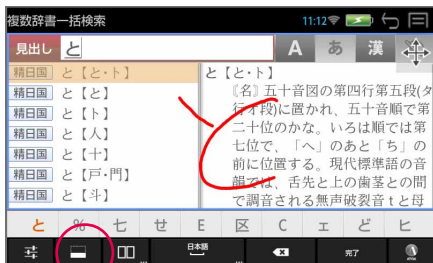 複数辞書一括検索 11:12
見出し と A あ 漢
精日国 と【と・ト】
精日国 と【と】
精日国 と【ト】
精日国 と【人】
精日国 と【十】
精日国 と【戸・門】
精日国 と【斗】
と【と・ト】
〘名〙五十音図の第四行第五段(タ
行オ段)に置かれ、五十音順で第
二十位のかな。いろは順では第
七位で、「へ」のあと「ち」の
前に位置する。現代標準語の音
韻では、舌先と上の歯茎との間
で調音される無声破裂音tと母
と % 七 せ E 区 C ェ ど ヒ
日本語 完了